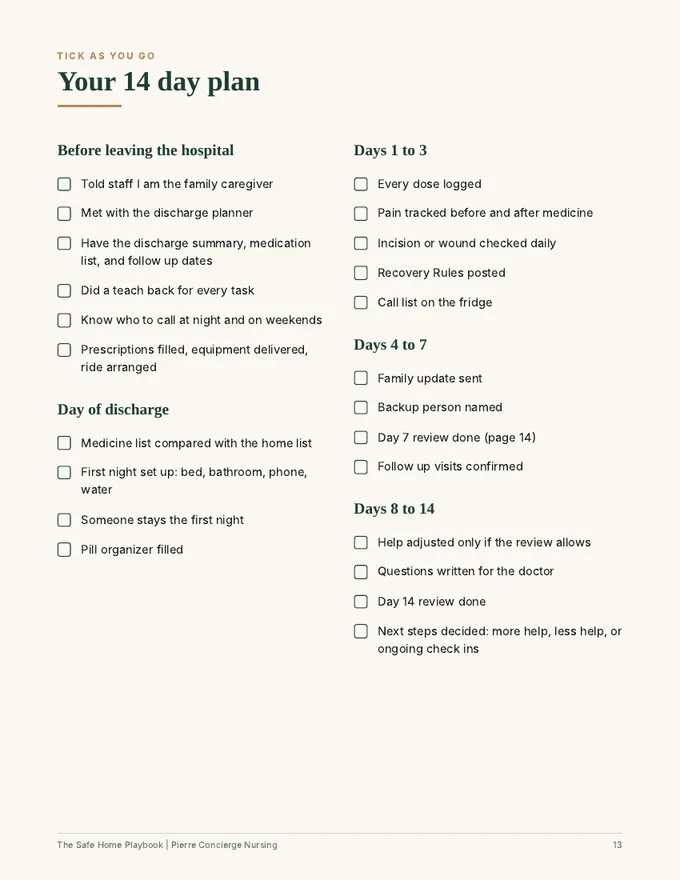 TICK AS YOU GO
Your 14 day plan
Before leaving the hospital
Told staff I am the family caregiver
Met with the discharge planner
Have the discharge summary, medication
list, and follow up dates
Did a teach back for every task
Know who to call at night and on weekends
Prescriptions filled, equipment delivered,
ride arranged
Day of discharge
Medicine list compared with the home list
First night set up: bed, bathroom, phone,
water
Someone stays the first night
Pill organizer filled
Days 1 to 3
Every dose logged
Pain tracked before and after medicine
Incision or wound checked daily
Recovery Rules posted
Call list on the fridge
Days 4 to 7
Family update sent
Backup person named
Day 7 review done (page 14)
Follow up visits confirmed
Days 8 to 14
Help adjusted only if the review allows
Questions written for the doctor
Day 14 review done
Next steps decided: more help, less help, or
ongoing check ins
The Safe Home Playbook | Pierre Concierge Nursing
13